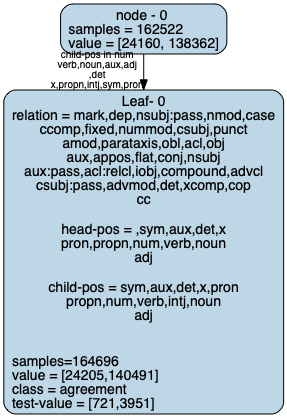 node - 0
samples = 162522
value = [24160, 138362]
child-pos in num
verb,noun,aux,adj
,det
x,propn,intj,sym,pron
Leaf- 0
relation = mark,dep,nsubj:pass,nmod,case
ccomp,fixed,nummod,csubj,punct
amod,parataxis,obl,acl,obj
aux,appos,flat,conj,nsubj
aux:pass,acl:relcl,iobj,compound,advcl
csubj:pass,advmod,det,xcomp,cop
cc
head-pos = ,sym,aux,det,x
pron,propn,num,verb,noun
adj
child-pos = sym,aux,det,x,pron
propn,num,verb,intj,noun
adj
samples=164696
value = [24205,140491]
class = agreement
test-value = [721,3951]